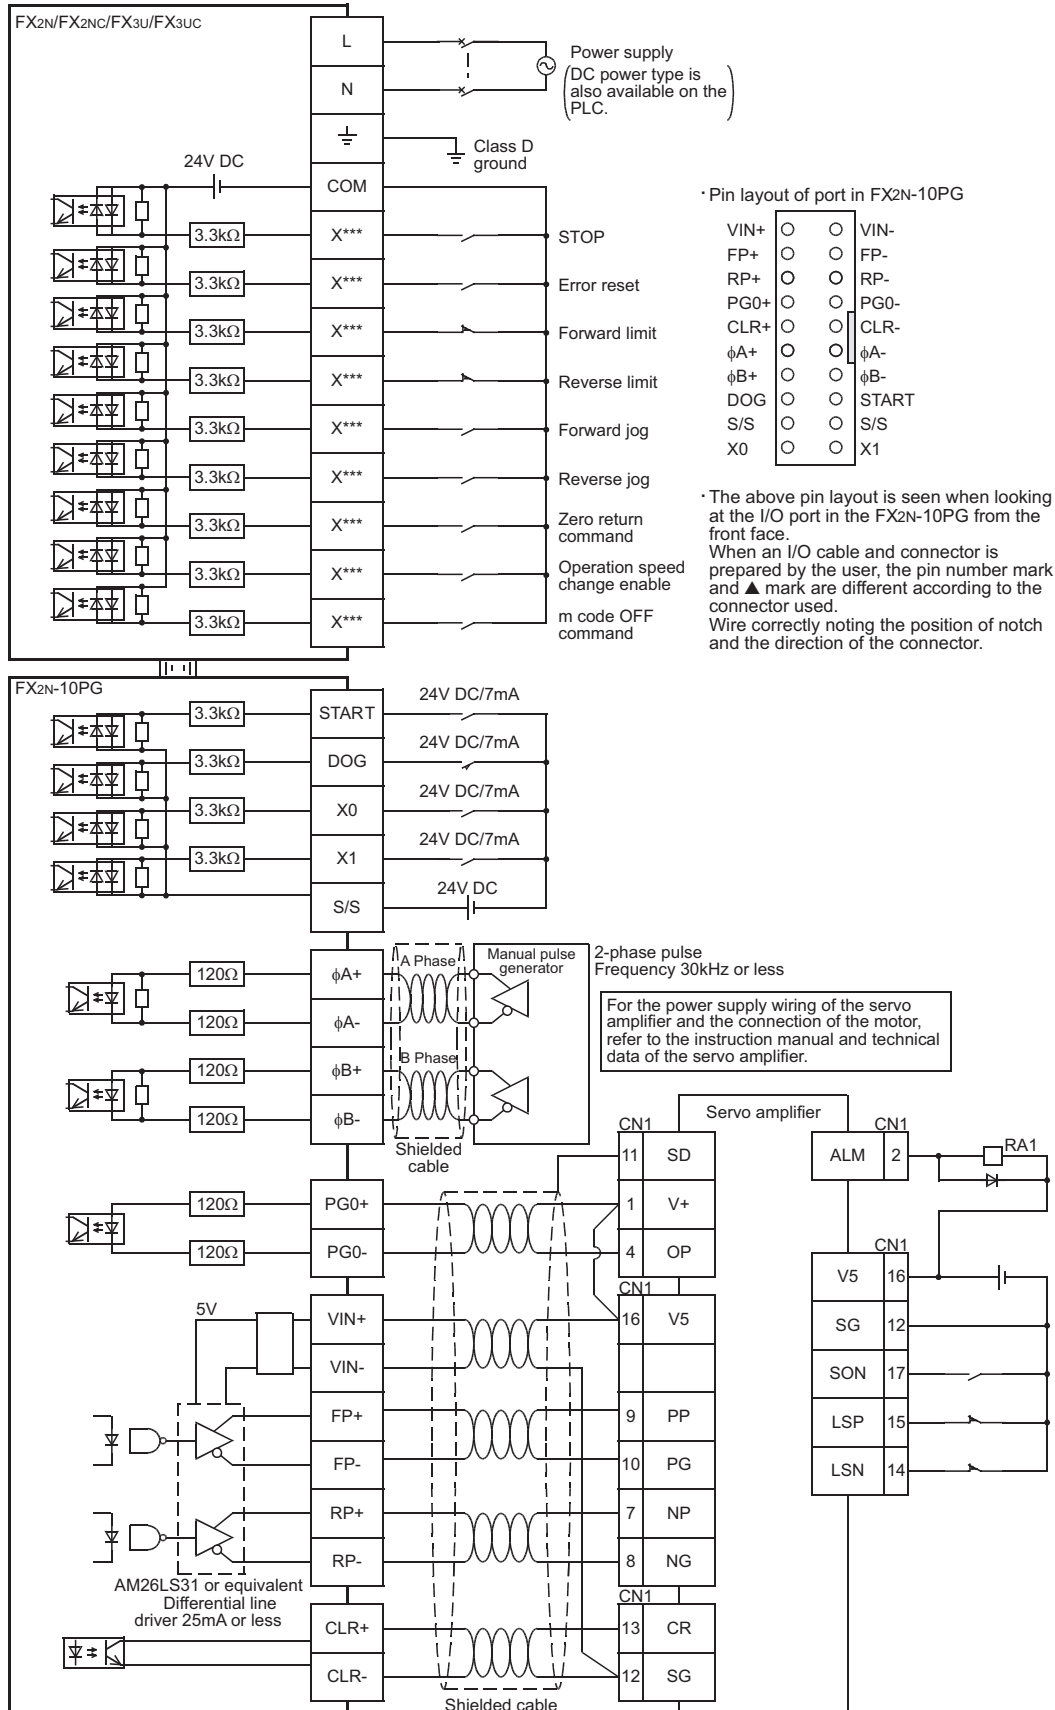 FX2N/FX2NC/FX3U/FX3UC
L
N
Power supply
(DC power type is
also available on the
PLC.)
Class D
ground
24V DC
COM
3.3kΩ X*** STOP
3.3kΩ X*** Error reset
3.3kΩ X*** Forward limit
3.3kΩ X*** Reverse limit
3.3kΩ X*** Forward jog
3.3kΩ X*** Reverse jog
3.3kΩ X*** Zero return
command
3.3kΩ X*** Operation speed
change enable
3.3kΩ X*** m code OFF
command
・Pin layout of port in FX2N-10PG
VIN+ VIN-
FP+ FP-
RP+ RP-
PG0+ PG0-
CLR+ CLR-
ϕA+ ϕA-
ϕB+ ϕB-
DOG START
S/S S/S
X0 X1
・The above pin layout is seen when looking
at the I/O port in the FX2N-10PG from the
front face.
When an I/O cable and connector is
prepared by the user, the pin number mark
and ▲ mark are different according to the
connector used.
Wire correctly noting the position of notch
and the direction of the connector.
FX2N-10PG
3.3kΩ START 24V DC/7mA
3.3kΩ DOG 24V DC/7mA
3.3kΩ X0 24V DC/7mA
3.3kΩ X1 24V DC/7mA
S/S 24V DC
120Ω ϕA+
120Ω ϕA-
120Ω ϕB+
120Ω ϕB-
A Phase
B Phase
Shielded
cable
Manual pulse
generator
2-phase pulse
Frequency 30kHz or less
For the power supply wiring of the servo
amplifier and the connection of the motor,
refer to the instruction manual and technical
data of the servo amplifier.
Servo amplifier
120Ω PG0+
120Ω PG0-
5V
VIN+
VIN-
FP+
FP-
RP+
RP-
AM26LS31 or equivalent
Differential line
driver 25mA or less
CLR+
CLR-
Shielded cable
CN1
11 SD
1 V+
4 OP
CN1
16 V5
9 PP
10 PG
7 NP
8 NG
CN1
13 CR
12 SG
CN1
ALM 2
RA1
CN1
V5 16
SG 12
SON 17
LSP 15
LSN 14